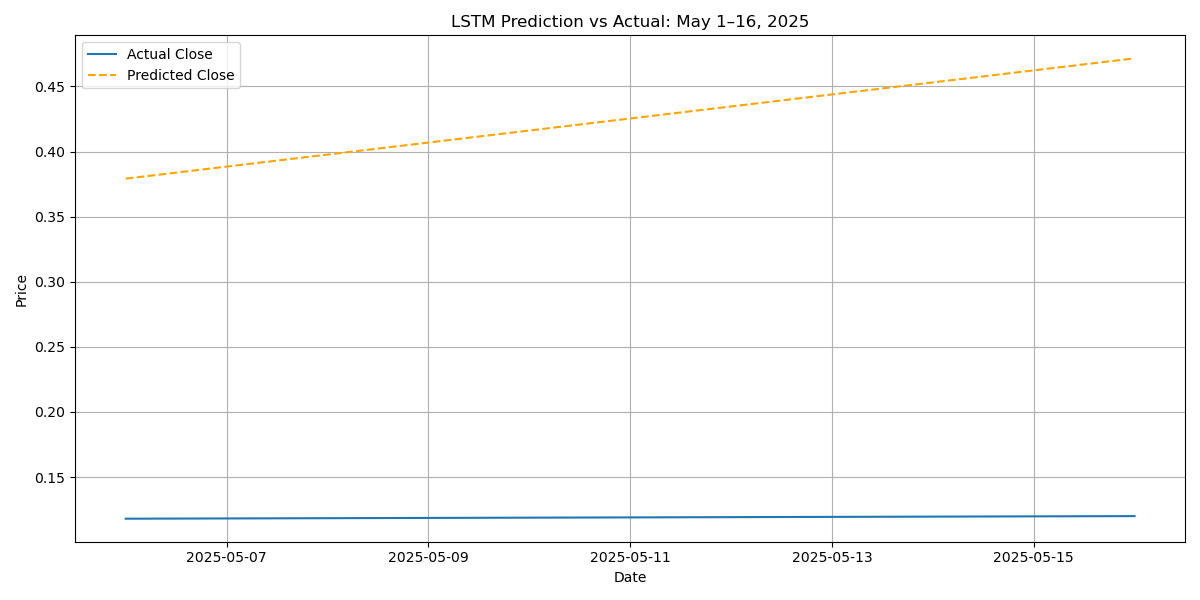 LSTM Prediction vs Actual: May 1–16, 2025
Actual Close
Predicted Close
0.45
0.40
0.35
0.30
0.25
0.20
0.15
Price
2025-05-07 2025-05-09 2025-05-11 2025-05-13 2025-05-15
Date